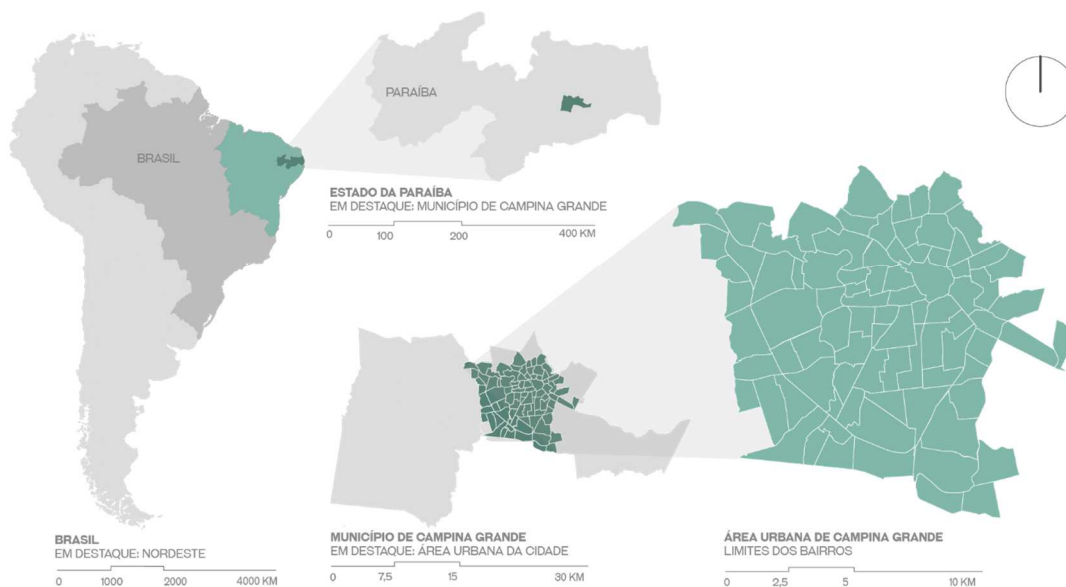 BRASIL
PARAÍBA
ESTADO DA PARAÍBA
EM DESTAQUE: MUNICÍPIO DE CAMPINA GRANDE
0 100 200 400 KM
BRASIL
EM DESTAQUE: NORDESTE
0 1000 2000 4000 KM
MUNICÍPIO DE CAMPINA GRANDE
EM DESTAQUE: ÁREA URBANA DA CIDADE
0 7,5 15 30 KM
ÁREA URBANA DE CAMPINA GRANDE
LIMITES DOS BAIRROS
0 2,5 5 10 KM